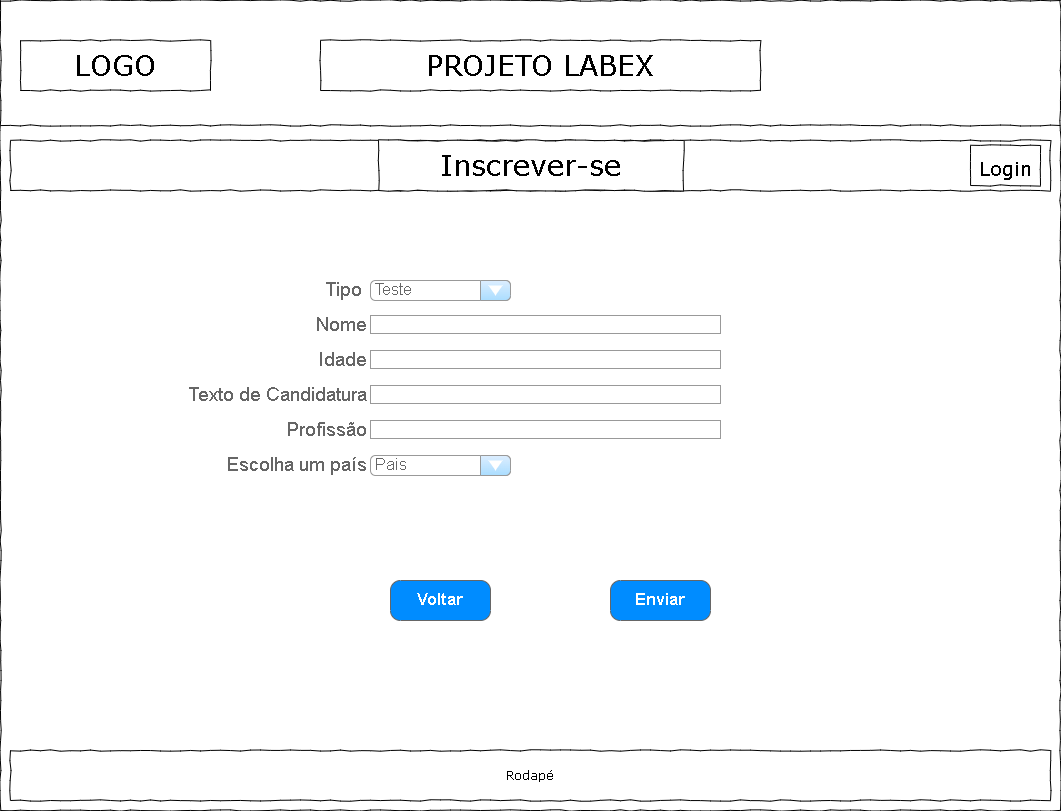 LOGO
PROJETO LABEX
Inscrever-se
Login
Tipo Teste
Nome
Idade
Texto de Candidatura
Profissão
Escolha um país Pais
Voltar Enviar
Rodapé